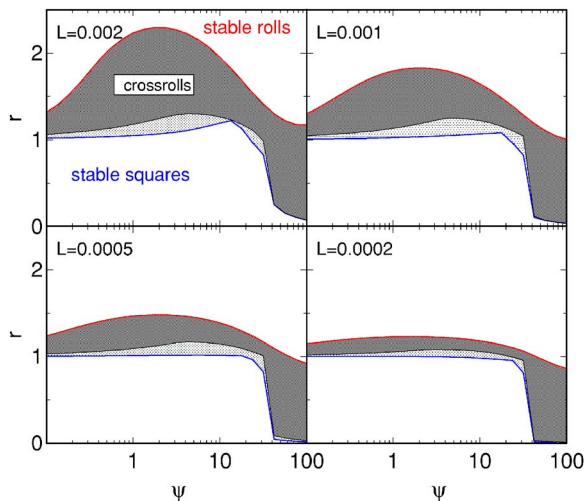 L=0.002
stable rolls
L=0.001
2
crossrolls
r
1
stable squares
0
L=0.0005
L=0.0002
2
r
1
0
1
10
100
1
10
100
ψ
ψ